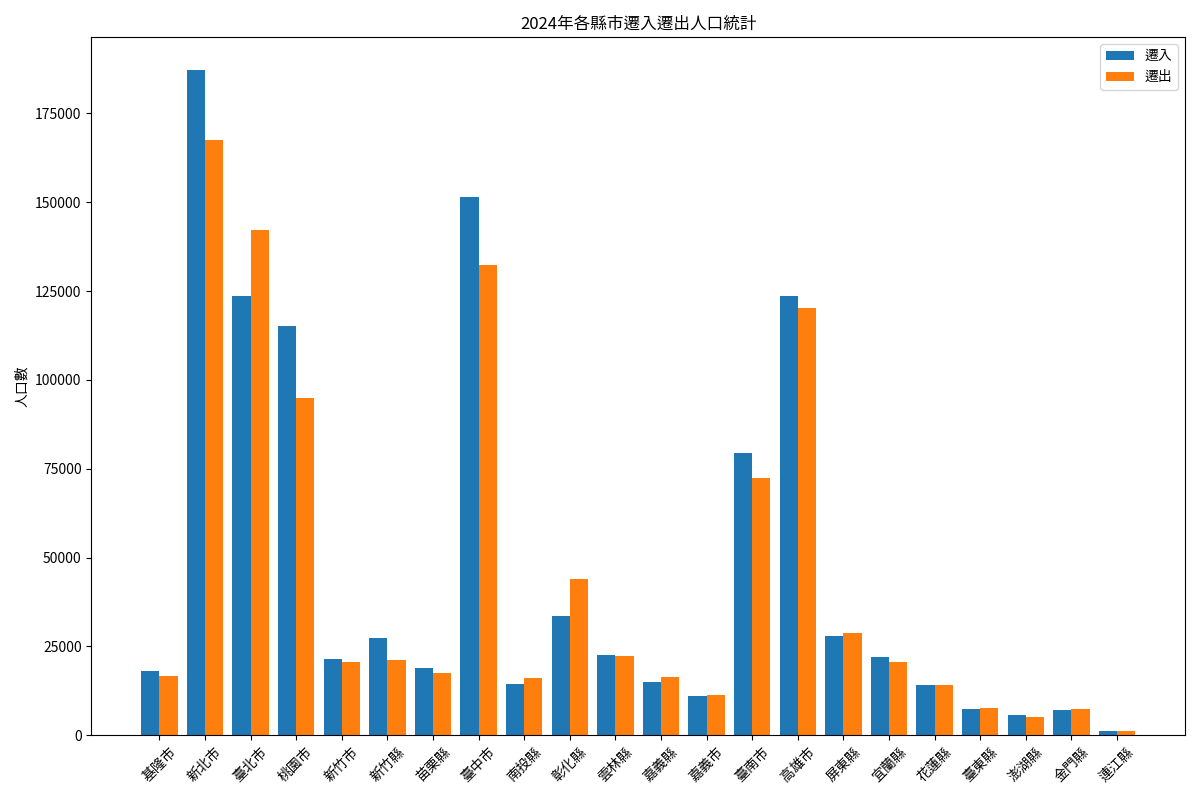 2024年各縣市遷入遷出人口統計
遷入
遷出
人口數
175000
150000
125000
100000
75000
50000
25000
0
基隆市
新北市
臺北市
桃園市
新竹市
新竹縣
苗栗縣
臺中市
南投縣
彰化縣
雲林縣
嘉義縣
嘉義市
臺南市
高雄市
屏東縣
宜蘭縣
花蓮縣
臺東縣
澎湖縣
金門縣
連江縣